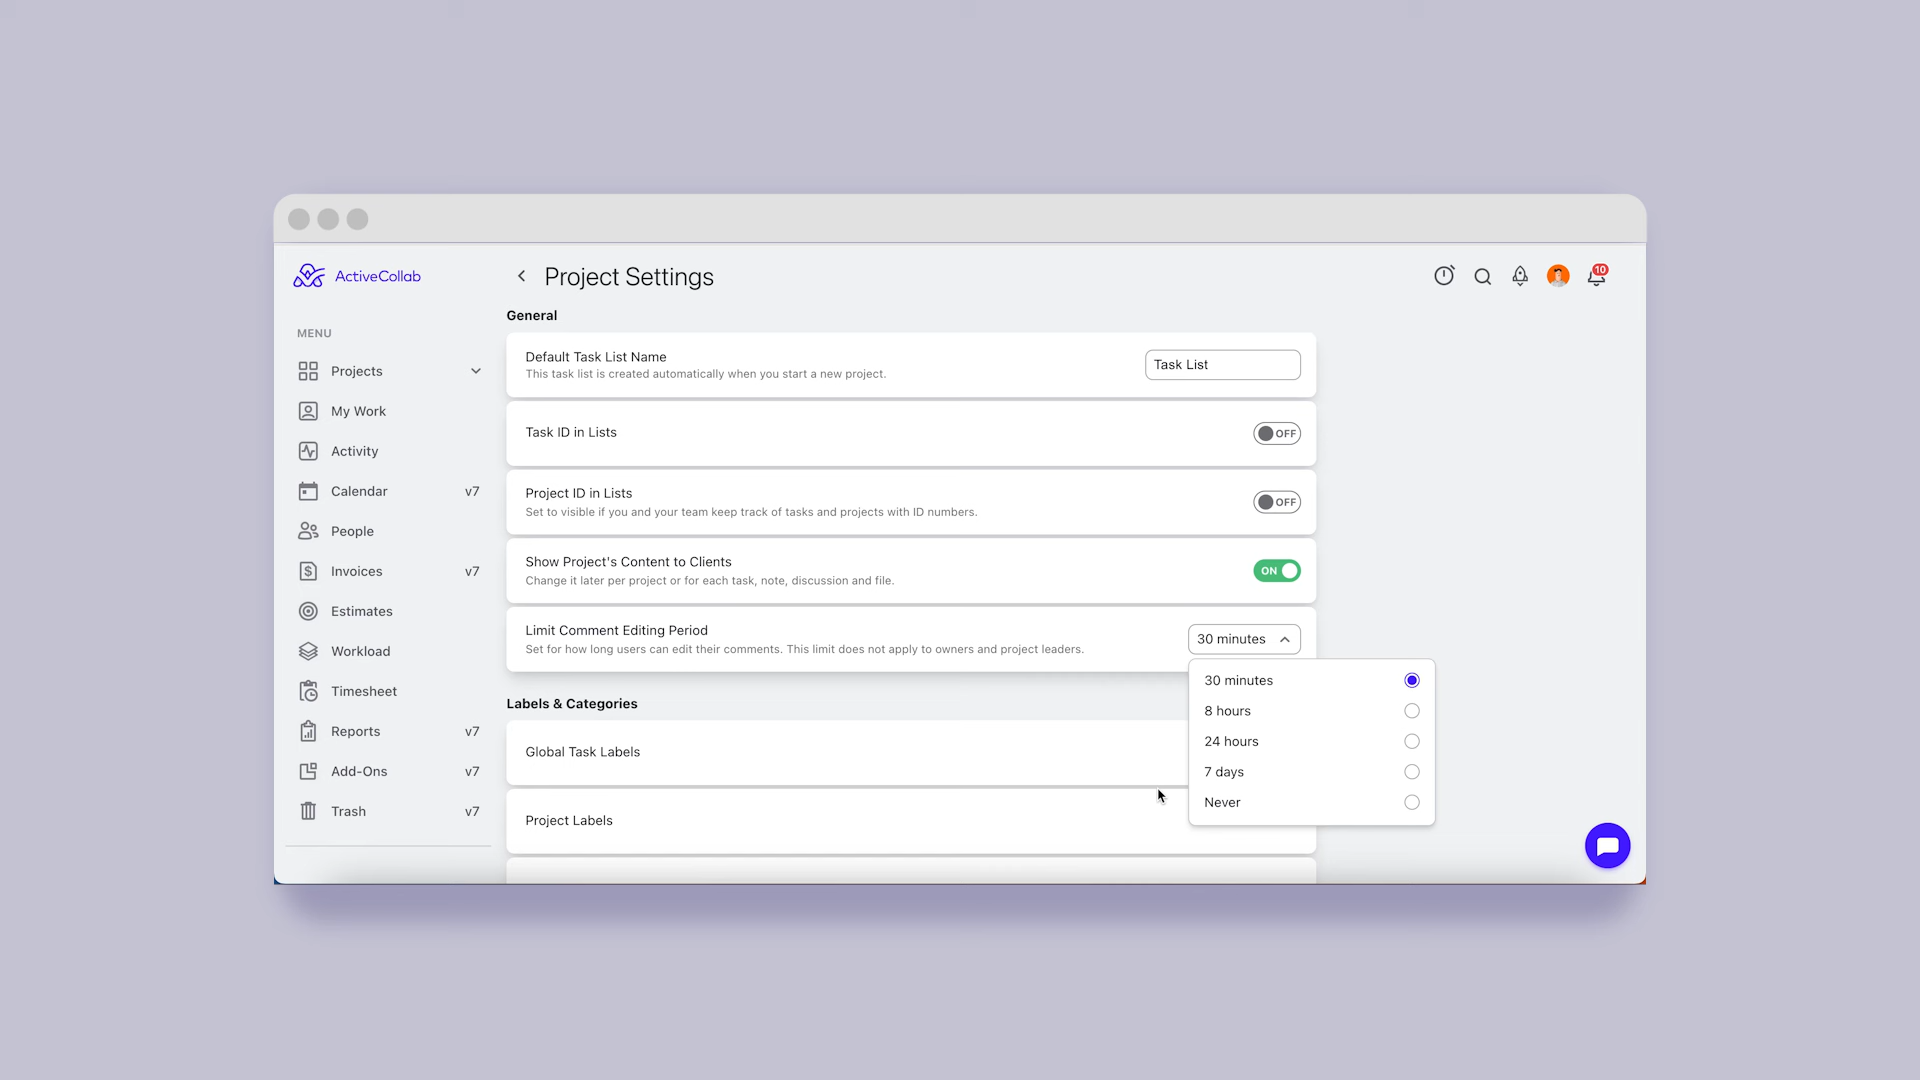 ActiveCollab
Project Settings
10
MENU
Projects
My Work
Activity
Calendar v7
People
Invoices v7
Estimates
Workload
Timesheet
Reports v7
Add-Ons v7
Trash v7
General
Default Task List Name
This task list is created automatically when you start a new project.
Task List
Task ID in Lists
OFF
Project ID in Lists
Set to visible if you and your team keep track of tasks and projects with ID numbers.
OFF
Show Project's Content to Clients
Change it later per project or for each task, note, discussion and file.
ON
Limit Comment Editing Period
Set for how long users can edit their comments. This limit does not apply to owners and project leaders.
30 minutes
30 minutes
8 hours
24 hours
7 days
Never
Labels & Categories
Global Task Labels
Project Labels